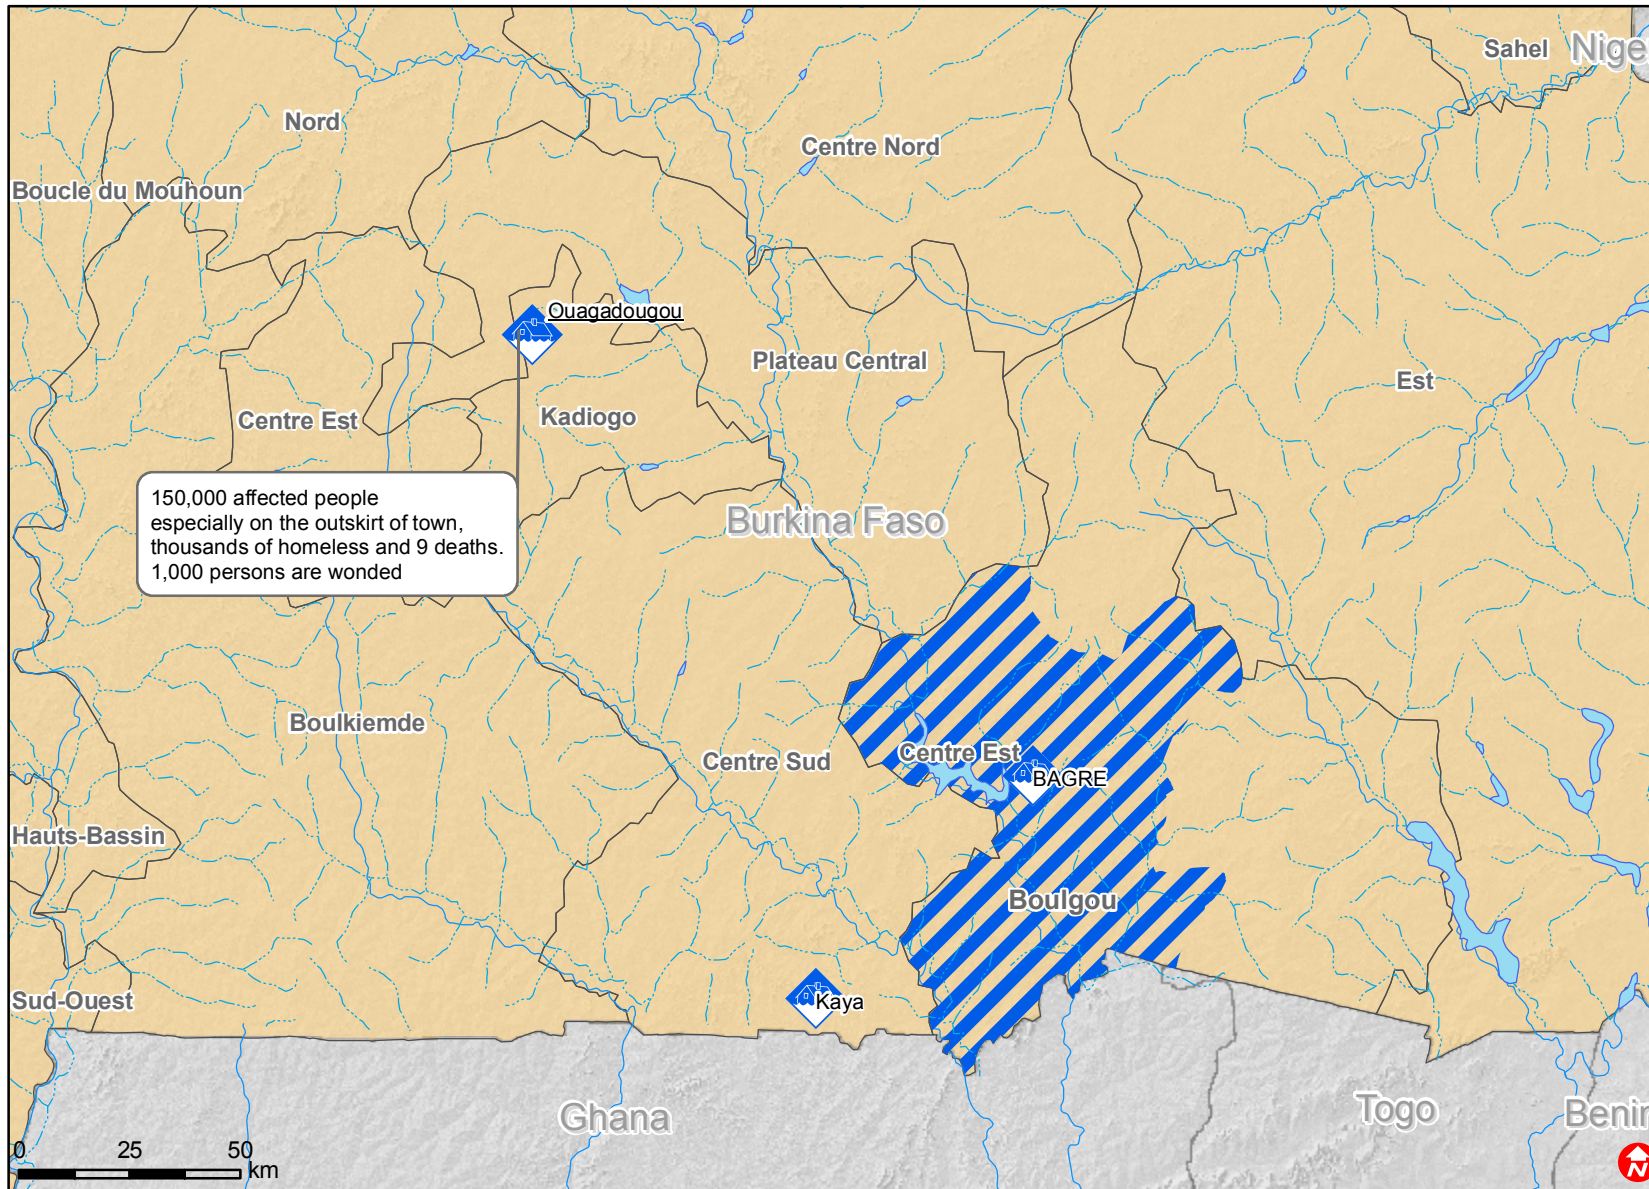 Sahel
Nige
Nord
Centre Nord
Boucle du Mouhoun
Ouagadougou
Plateau Central
Est
Centre Est
Kadiogo
150,000 affected people
especially on the outskirt of town,
thousands of homeless and 9 deaths.
1,000 persons are wonded
Burkina Faso
Boulkiemde
Centre Sud
Centre Est
BAGRE
Hauts-Bassin
Boulgou
Sud-Ouest
Kaya
Ghana
Togo
Benin
0 25 50
km
N